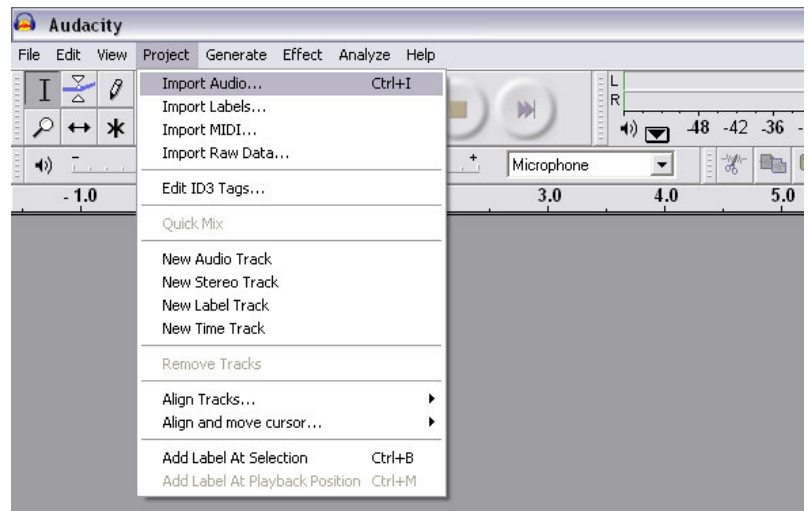 Audacity
File Edit View Project Generate Effect Analyze Help
Import Audio... Ctrl+I
Import Labels...
Import MIDI...
Import Raw Data...
Edit ID3 Tags...
Quick Mix
New Audio Track
New Stereo Track
New Label Track
New Time Track
Remove Tracks
Align Tracks...
Align and move cursor...
Add Label At Selection Ctrl+B
Add Label At Playback Position Ctrl+M
L
R
-48 -42 -36 -
- +
Microphone
- 1.0 3.0 4.0 5.0